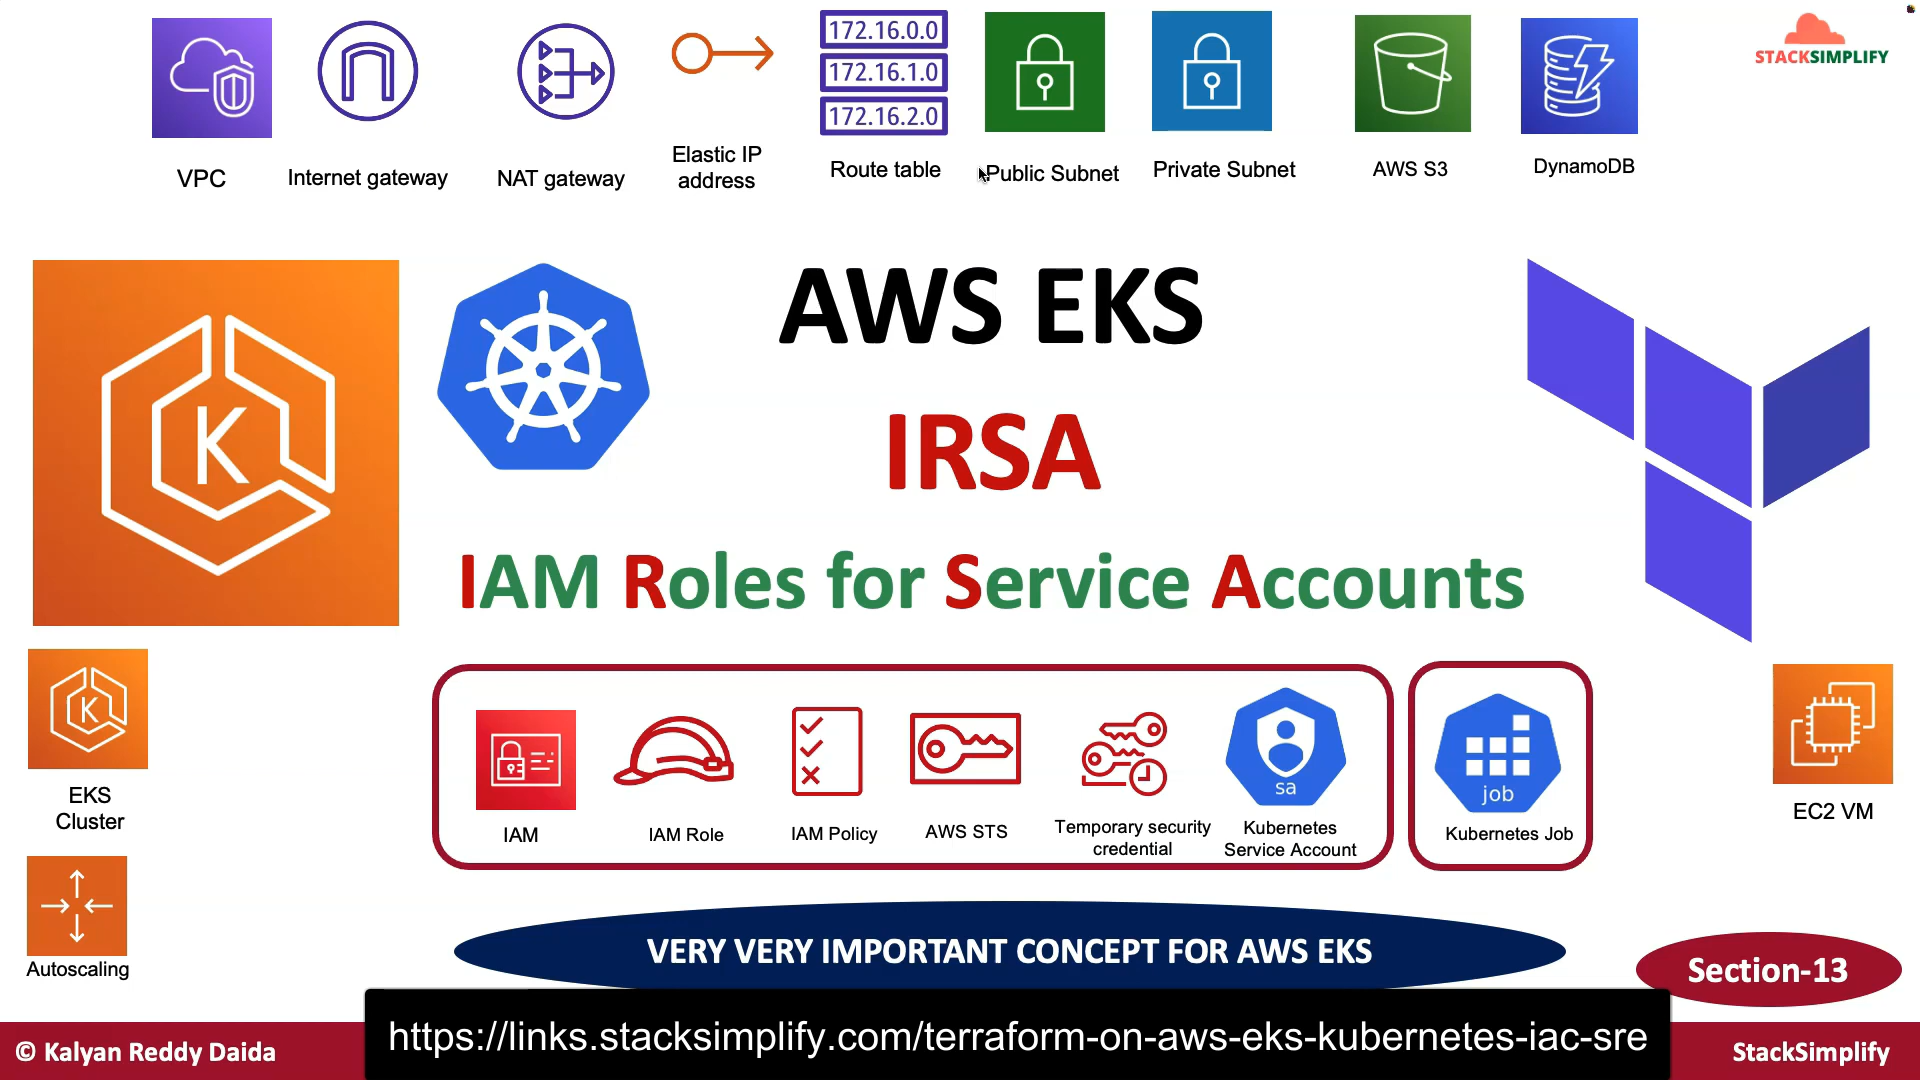 172.16.0.0
172.16.1.0
172.16.2.0
STACKSIMPLIFY
VPC
Internet gateway
NAT gateway
Elastic IP
address
Route table
Public Subnet
Private Subnet
AWS S3
DynamoDB
K
AWS EKS
IRSA
IAM Roles for Service Accounts
K
EKS
Cluster
Autoscaling
IAM
IAM Role
IAM Policy
AWS STS
Temporary security
credential
sa
Kubernetes
Service Account
job
Kubernetes Job
EC2 VM
VERY VERY IMPORTANT CONCEPT FOR AWS EKS
Section-13
© Kalyan Reddy Daida
https://links.stacksimplify.com/terraform-on-aws-eks-kubernetes-iac-sre
StackSimplify